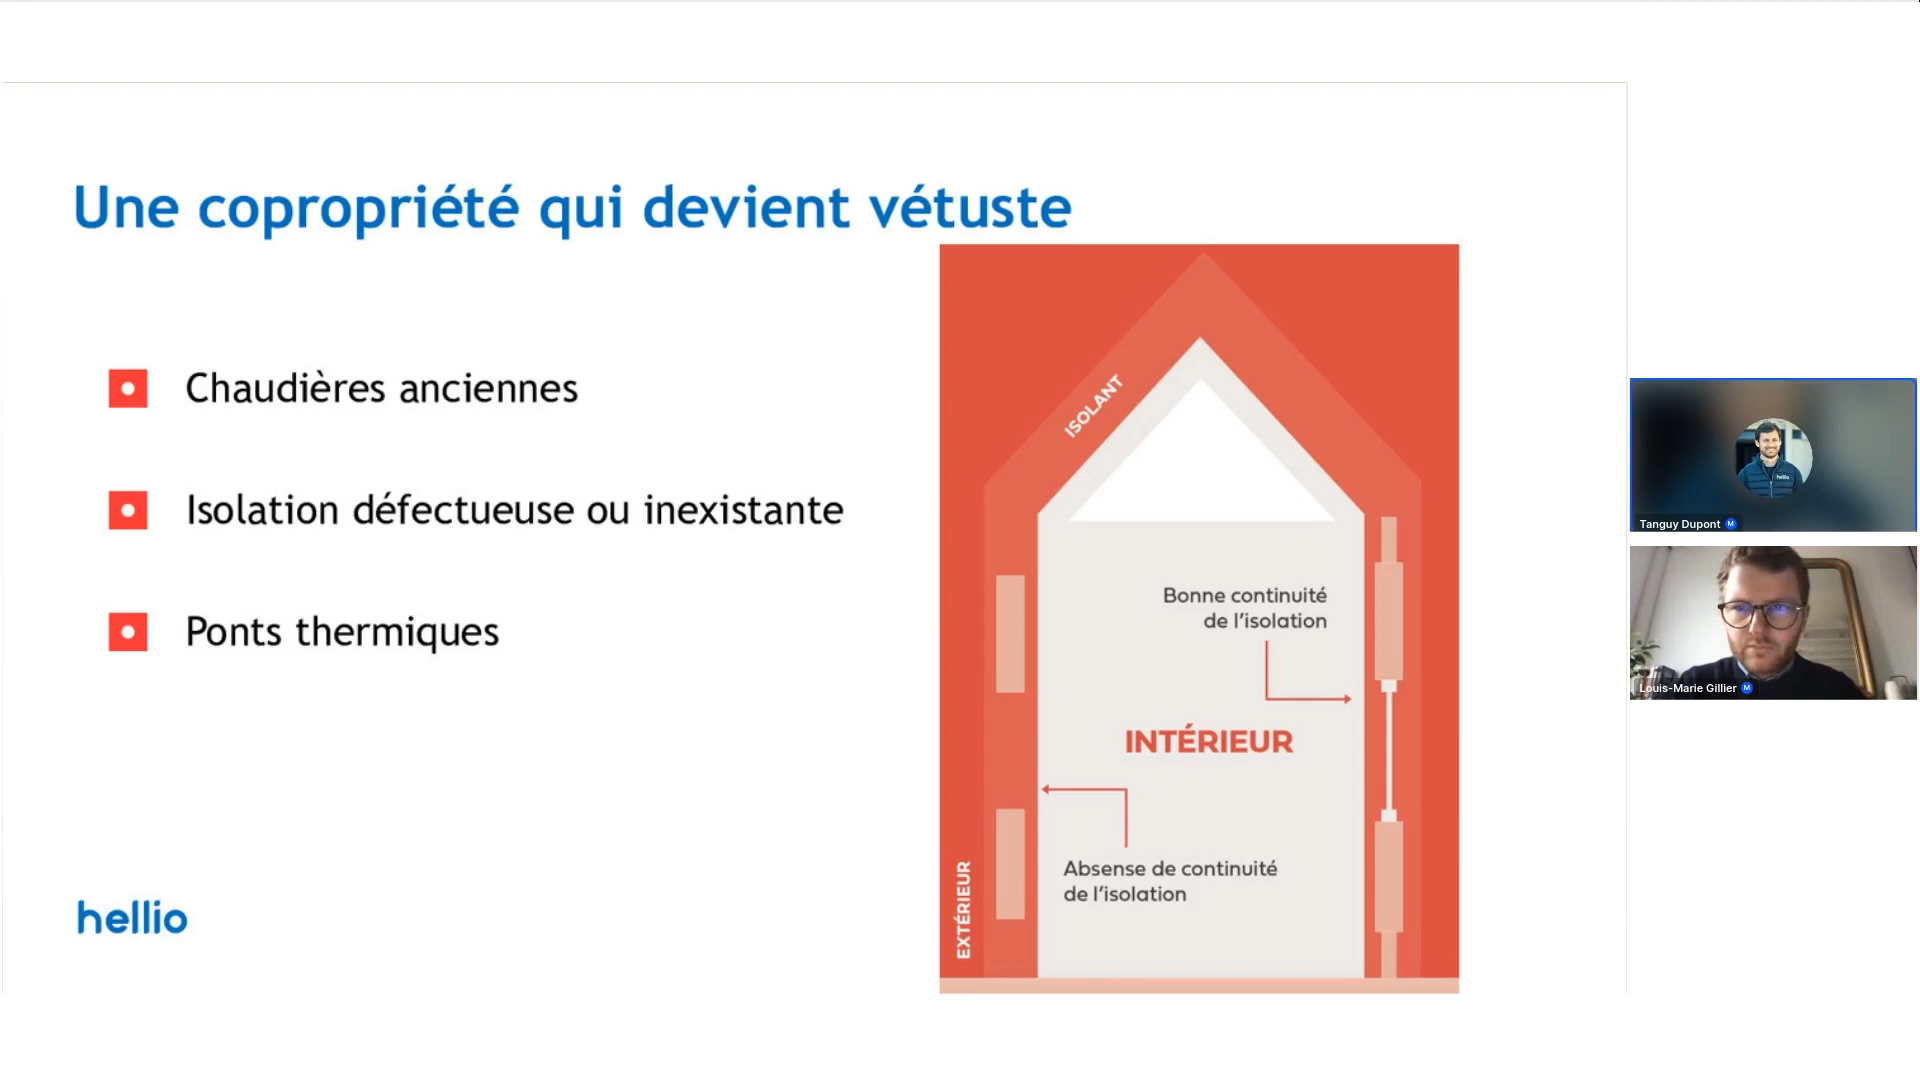 Une copropriété qui devient vétuste
Chaudières anciennes
Isolation défectueuse ou inexistante
Ponts thermiques
hellio
ISOLANT
Bonne continuité
de l'isolation
INTÉRIEUR
Absense de continuité
de l'isolation
EXTÉRIEUR
Tanguy Dupont M
hellio
Louis-Marie Gillier M